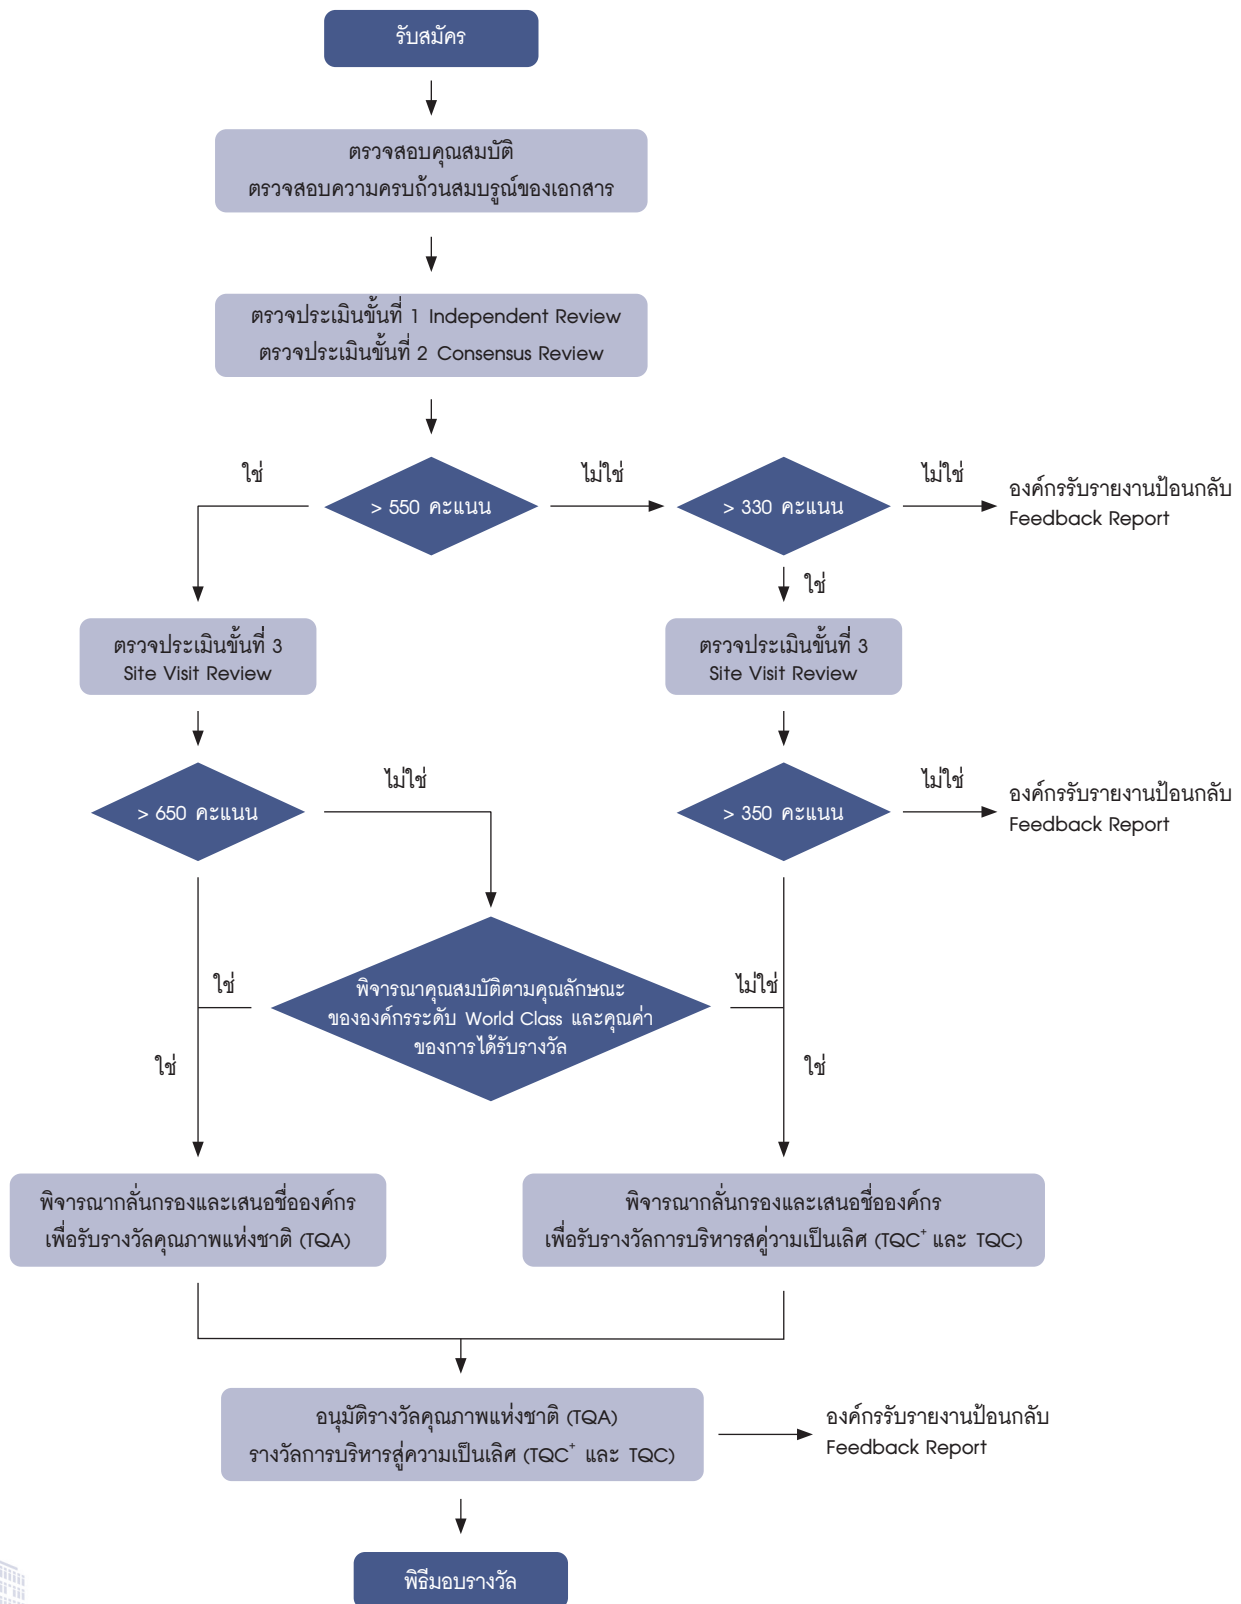 รับสมัคร
ตรวจสอบคุณสมบัติ
ตรวจสอบความครบถ้วนสมบรูณ์ของเอกสาร
ตรวจประเมินขั้นที่ 1 Independent Review
ตรวจประเมินขั้นที่ 2 Consensus Review
ใช่
> 550 คะแนน
ไม่ใช่
> 330 คะแนน
ไม่ใช่
องค์กรรับรายงานป้อนกลับ
Feedback Report
ใช่
ตรวจประเมินขั้นที่ 3
Site Visit Review
ตรวจประเมินขั้นที่ 3
Site Visit Review
> 650 คะแนน
ไม่ใช่
> 350 คะแนน
ไม่ใช่
องค์กรรับรายงานป้อนกลับ
Feedback Report
ใช่
พิจารณาคุณสมบัติตามคุณลักษณะ
ขององค์กรระดับ World Class และคุณค่า
ของการได้รับรางวัล
ไม่ใช่
ใช่
ใช่
พิจารณากลั่นกรองและเสนอชื่อองค์กร
เพื่อรับรางวัลคุณภาพแห่งชาติ (TQA)
พิจารณากลั่นกรองและเสนอชื่อองค์กร
เพื่อรับรางวัลการบริหารสคู่วามเป็นเลิศ (TQC⁺ และ TQC)
อนุมัติรางวัลคุณภาพแห่งชาติ (TQA)
รางวัลการบริหารสู่ความเป็นเลิศ (TQC⁺ และ TQC)
องค์กรรับรายงานป้อนกลับ
Feedback Report
พิธีมอบรางวัล